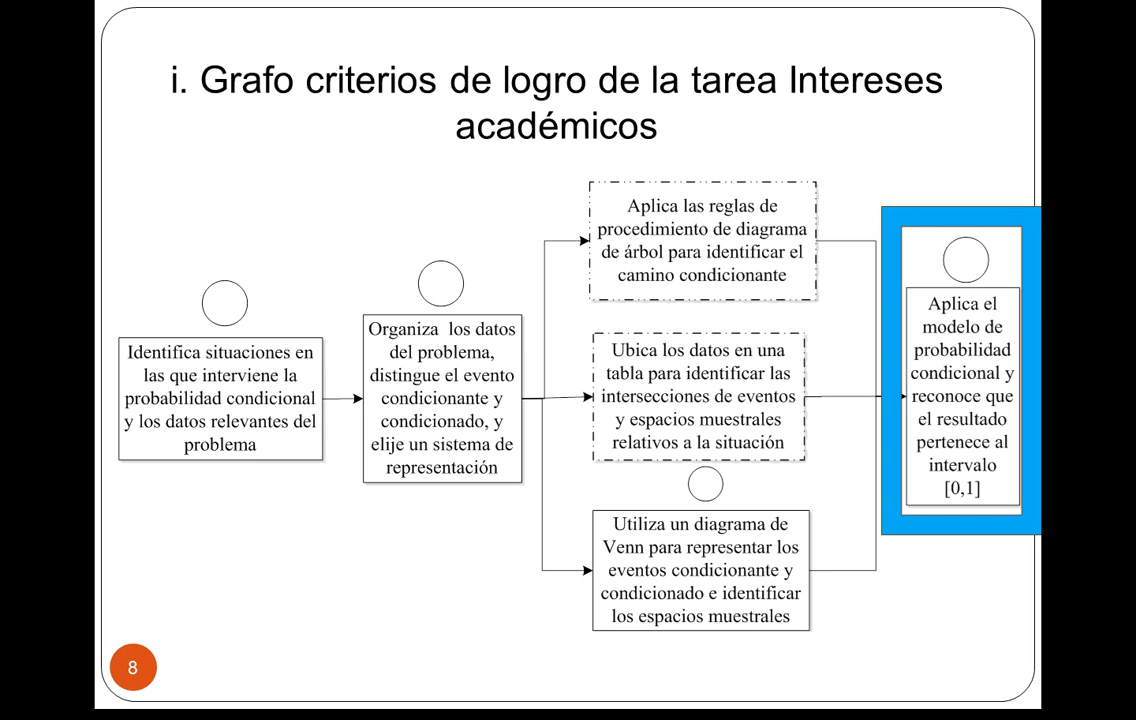 i. Grafo criterios de logro de la tarea Intereses
académicos
Identifica situaciones en
las que interviene la
probabilidad condicional
y los datos relevantes del
problema
Organiza los datos
del problema,
distingue el evento
condicionante y
condicionado, y
elije un sistema de
representación
Aplica las reglas de
procedimiento de diagrama
de árbol para identificar el
camino condicionante
Ubica los datos en una
tabla para identificar las
intersecciones de eventos
y espacios muestrales
relativos a la situación
Utiliza un diagrama de
Venn para representar los
eventos condicionante y
condicionado e identificar
los espacios muestrales
Aplica el
modelo de
probabilidad
condicional y
reconoce que
el resultado
pertenece al
intervalo
[0,1]
8